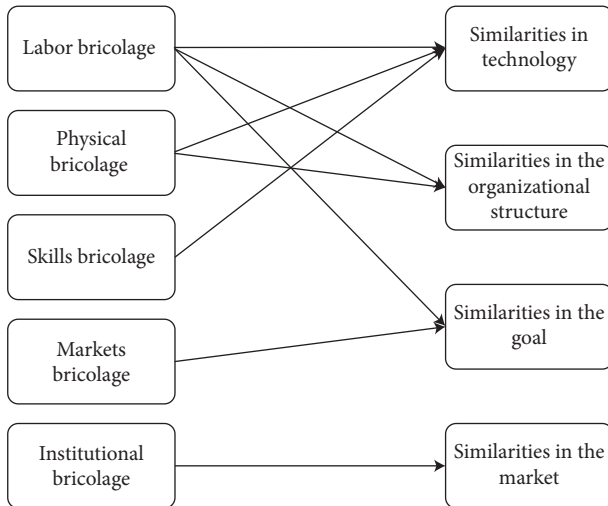 Labor bricolage
Physical
bricolage
Skills bricolage
Markets
bricolage
Institutional
bricolage
Similarities in
technology
Similarities in the
organizational
structure
Similarities in the
goal
Similarities in the
market